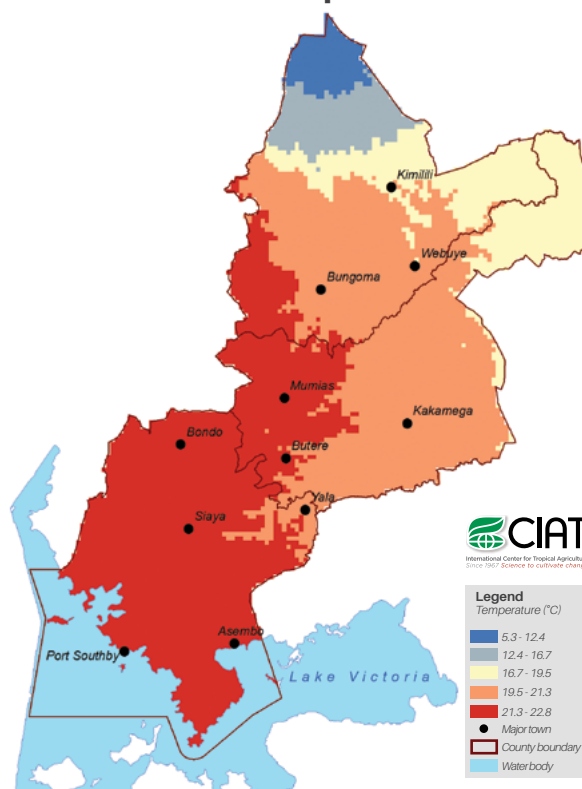 Kimilili
Webuye
Bungoma
Mumias
Kakamega
Bondo
Butere
Yala
Siaya
CIAT
International Center for Tropical Agricultu
Since 1967 Science to cultivate chang
Legend
Temperature (°C)
5.3 - 12.4
12.4 - 16.7
16.7 - 19.5
19.5 - 21.3
21.3 - 22.8
Major town
County boundary
Waterbody
Asembo
Port Southby
Lake Victoria